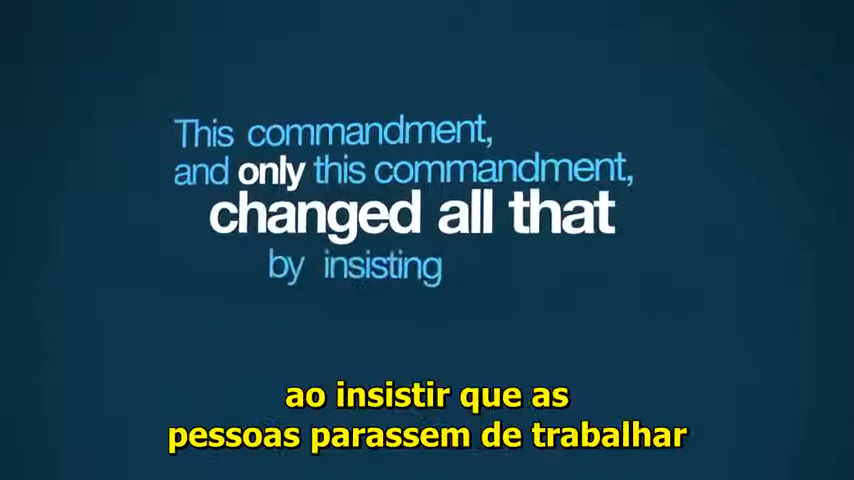 This commandment,
and only this commandment,
changed all that
by insisting
ao insistir que as
pessoas parassem de trabalhar